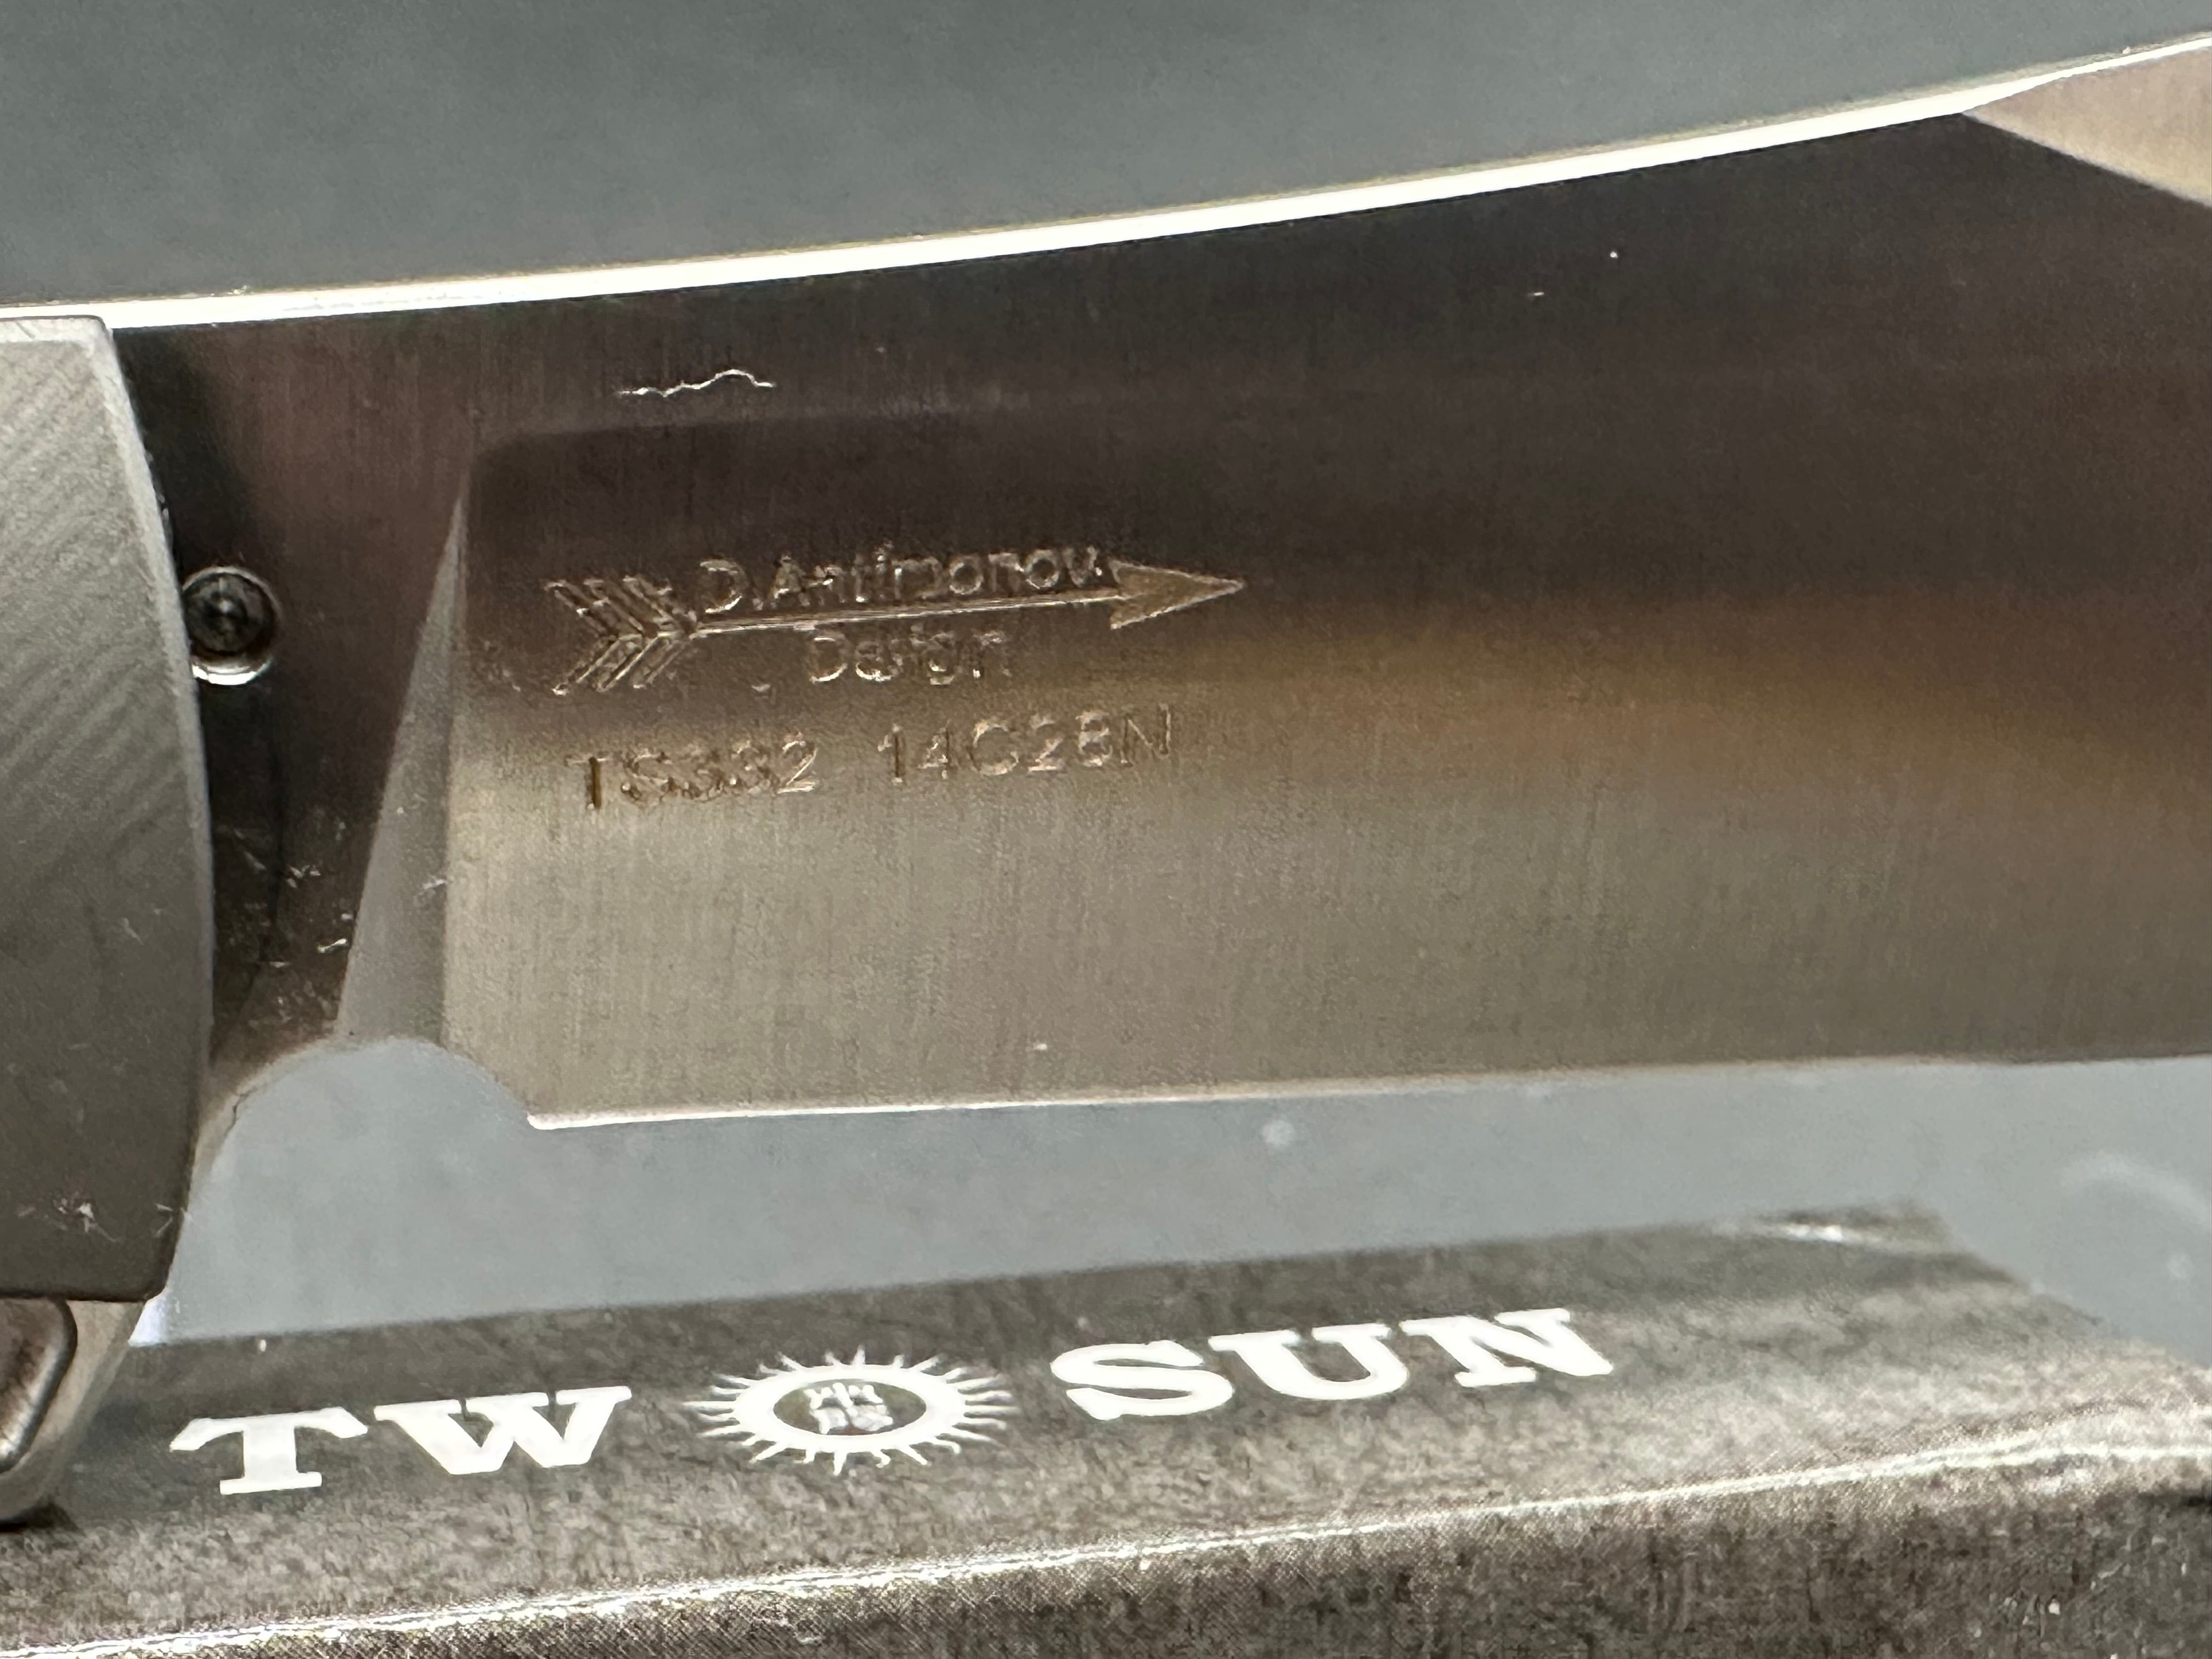 D.Antimonov
Design
TS332 14C28N
TW SUN